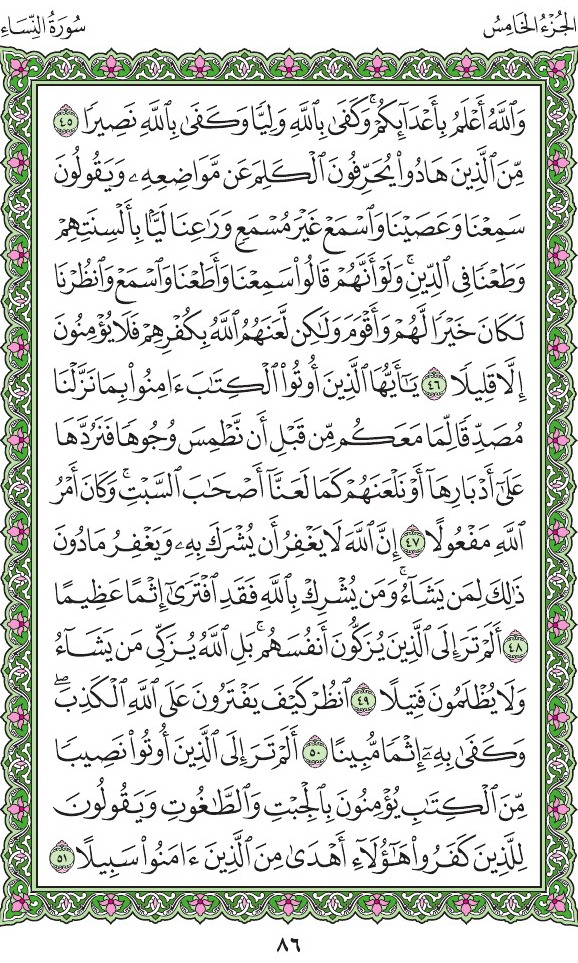 الجُزْءُ الخَامِسُ
سُورَةُ النِّسَاءِ
وَٱللَّهُ أَعْلَمُ بِأَعْدَآئِكُمْۚ وَكَفَىٰ بِٱللَّهِ وَلِيّٗا وَكَفَىٰ بِٱللَّهِ نَصِيرٗا ٤٥
مِّنَ ٱلَّذِينَ هَادُواْ يُحَرِّفُونَ ٱلۡكَلِمَ عَن مَّوَاضِعِهِۦ وَيَقُولُونَ
سَمِعۡنَا وَعَصَيۡنَا وَٱسۡمَعۡ غَيۡرَ مُسۡمَعٖ وَرَٰعِنَا لَيَّۢا بِأَلۡسِنَتِهِمۡ
وَطَعۡنٗا فِي ٱلدِّينِۚ وَلَوۡ أَنَّهُمۡ قَالُواْ سَمِعۡنَا وَأَطَعۡنَا وَٱسۡمَعۡ وَٱنظُرۡنَا
لَكَانَ خَيۡرٗا لَّهُمۡ وَأَقۡوَمَ وَلَٰكِن لَّعَنَهُمُ ٱللَّهُ بِكُفۡرِهِمۡ فَلَا يُؤۡمِنُونَ
إِلَّا قَلِيلٗا ٤٦ يَٰٓأَيُّهَا ٱلَّذِينَ أُوتُواْ ٱلۡكِتَٰبَ ءَامِنُواْ بِمَا نَزَّلۡنَا
مُصَدِّقٗا لِّمَا مَعَكُم مِّن قَبۡلِ أَن نَّطۡمِسَ وُجُوهٗا فَنَرُدَّهَا
عَلَىٰٓ أَدۡبَارِهَآ أَوۡ نَلۡعَنَهُمۡ كَمَا لَعَنَّآ أَصۡحَٰبَ ٱلسَّبۡتِۚ وَكَانَ أَمۡرُ
ٱللَّهِ مَفۡعُولًا ٤٧ إِنَّ ٱللَّهَ لَا يَغۡفِرُ أَن يُشۡرَكَ بِهِۦ وَيَغۡفِرُ مَا دُونَ
ذَٰلِكَ لِمَن يَشَآءُۚ وَمَن يُشۡرِكۡ بِٱللَّهِ فَقَدِ ٱفۡتَرَىٰٓ إِثۡمًا عَظِيمًا
٤٨ أَلَمۡ تَرَ إِلَى ٱلَّذِينَ يُزَكُّونَ أَنفُسَهُمۚ بَلِ ٱللَّهُ يُزَكِّي مَن يَشَآءُ
وَلَا يُظۡلَمُونَ فَتِيلًا ٤٩ ٱنظُرۡ كَيۡفَ يَفۡتَرُونَ عَلَى ٱللَّهِ ٱلۡكَذِبَۖ
وَكَفَىٰ بِهِۦٓ إِثۡمٗا مُّبِينًا ٥٠ أَلَمۡ تَرَ إِلَى ٱلَّذِينَ أُوتُواْ نَصِيبٗا
مِّنَ ٱلۡكِتَٰبِ يُؤۡمِنُونَ بِٱلۡجِبۡتِ وَٱلطَّٰغُوتِ وَيَقُولُونَ
لِلَّذِينَ كَفَرُواْ هَٰٓؤُلَآءِ أَهۡدَىٰ مِنَ ٱلَّذِينَ ءَامَنُواْ سَبِيلًا ٥١
٨٦